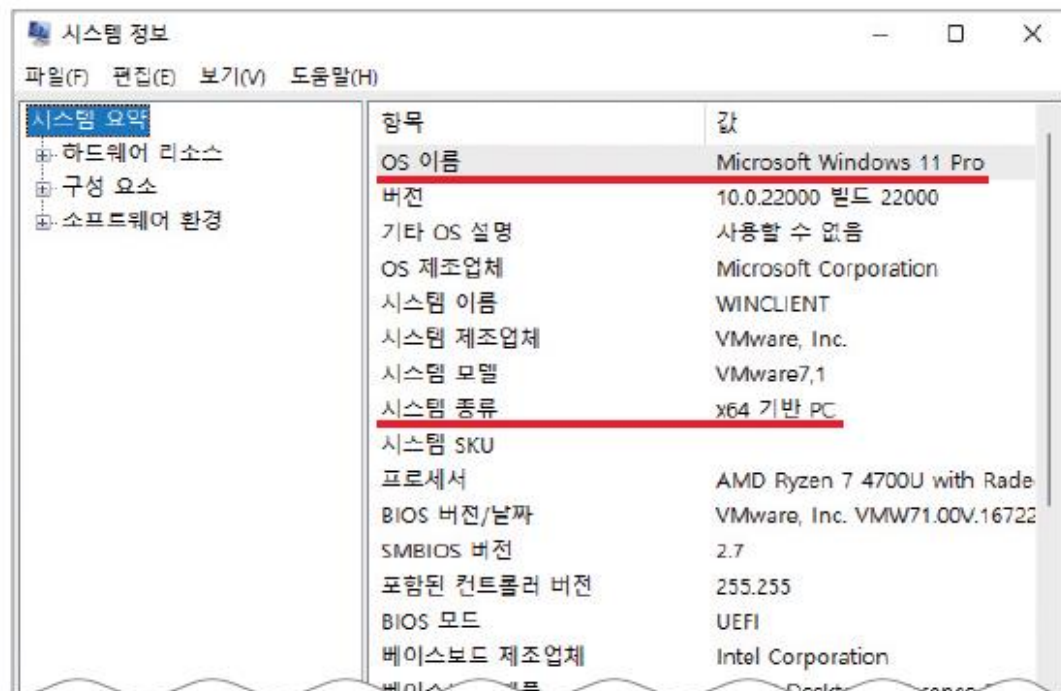 시스템 정보
파일(F) 편집(E) 보기(V) 도움말(H)
시스템 요약
하드웨어 리소스
구성 요소
소프트웨어 환경
항목 값
OS 이름 Microsoft Windows 11 Pro
버전 10.0.22000 빌드 22000
기타 OS 설명 사용할 수 없음
OS 제조업체 Microsoft Corporation
시스템 이름 WINCLIENT
시스템 제조업체 VMware, Inc.
시스템 모델 VMware7,1
시스템 종류 x64 기반 PC
시스템 SKU
프로세서 AMD Ryzen 7 4700U with Rade
BIOS 버전/날짜 VMware, Inc. VMW71.00V.16722
SMBIOS 버전 2.7
포함된 컨트롤러 버전 255.255
BIOS 모드 UEFI
베이스보드 제조업체 Intel Corporation